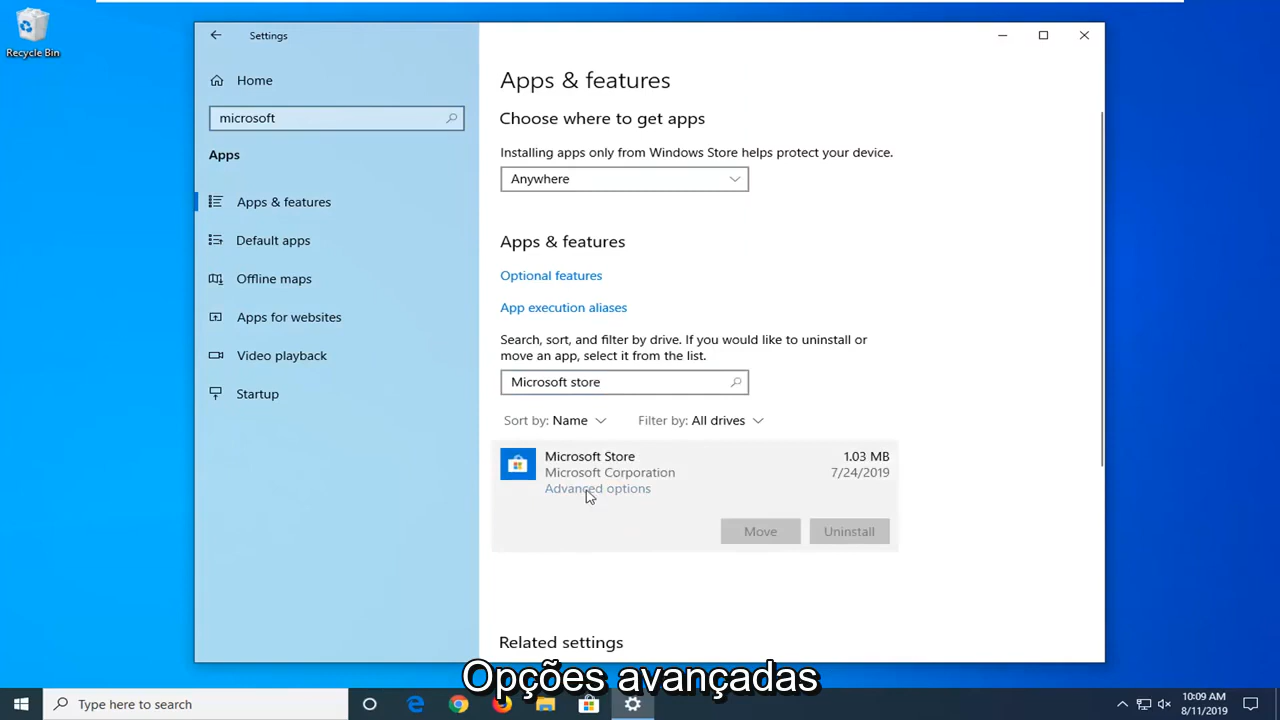 Recycle Bin
Settings
Home
microsoft
Apps
Apps & features
Default apps
Offline maps
Apps for websites
Video playback
Startup
Apps & features
Choose where to get apps
Installing apps only from Windows Store helps protect your device.
Anywhere
Apps & features
Optional features
App execution aliases
Search, sort, and filter by drive. If you would like to uninstall or
move an app, select it from the list.
Microsoft store
Sort by: Name Filter by: All drives
Microsoft Store 1.03 MB
Microsoft Corporation 7/24/2019
Advanced options
Move Uninstall
Related settings
Opções avançadas
Type here to search
10:09 AM
8/11/2019